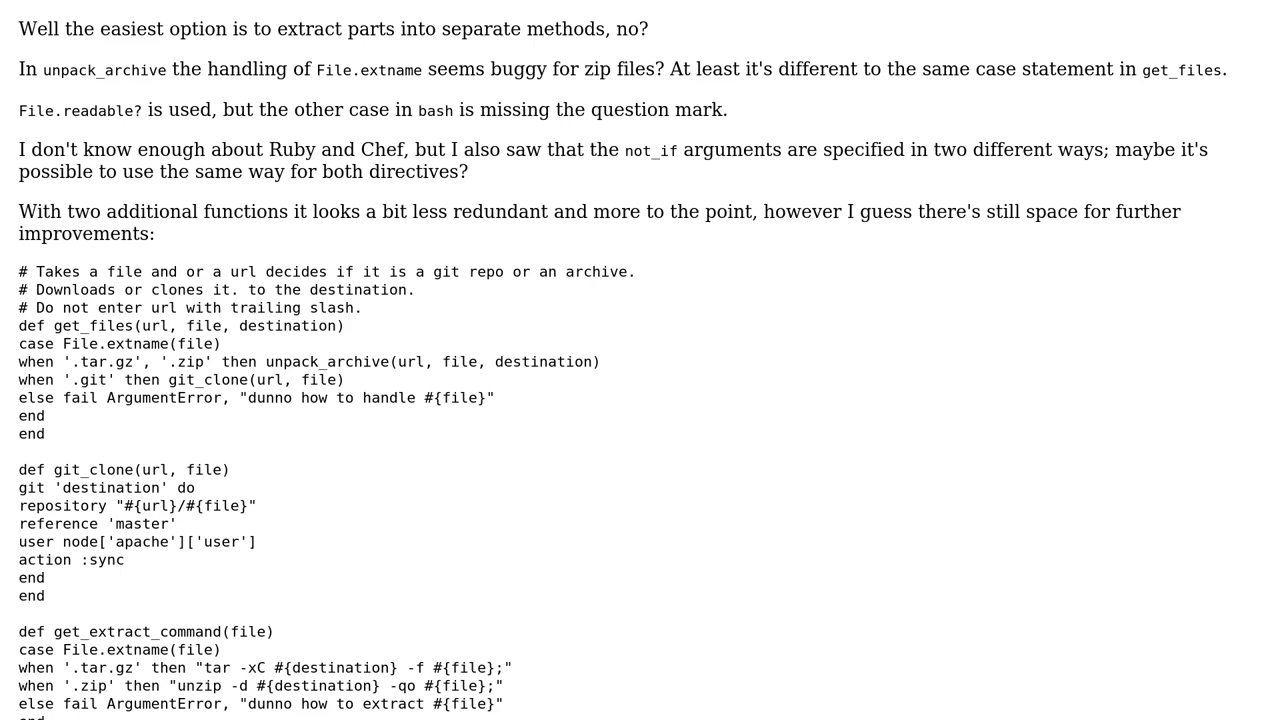 Well the easiest option is to extract parts into separate methods, no?
In unpack_archive the handling of File.extname seems buggy for zip files? At least it's different to the same case statement in get_files.
File.readable? is used, but the other case in bash is missing the question mark.
I don't know enough about Ruby and Chef, but I also saw that the not_if arguments are specified in two different ways; maybe it's
possible to use the same way for both directives?
With two additional functions it looks a bit less redundant and more to the point, however I guess there's still space for further
improvements:
# Takes a file and or a url decides if it is a git repo or an archive.
# Downloads or clones it. to the destination.
# Do not enter url with trailing slash.
def get_files(url, file, destination)
case File.extname(file)
when '.tar.gz', '.zip' then unpack_archive(url, file, destination)
when '.git' then git_clone(url, file)
else fail ArgumentError, "dunno how to handle #{file}"
end
end
def git_clone(url, file)
git 'destination' do
repository "#{url}/#{file}"
reference 'master'
user node['apache']['user']
action :sync
end
end
def get_extract_command(file)
case File.extname(file)
when '.tar.gz' then "tar -xC #{destination} -f #{file};"
when '.zip' then "unzip -d #{destination} -qo #{file};"
else fail ArgumentError, "dunno how to extract #{file}"